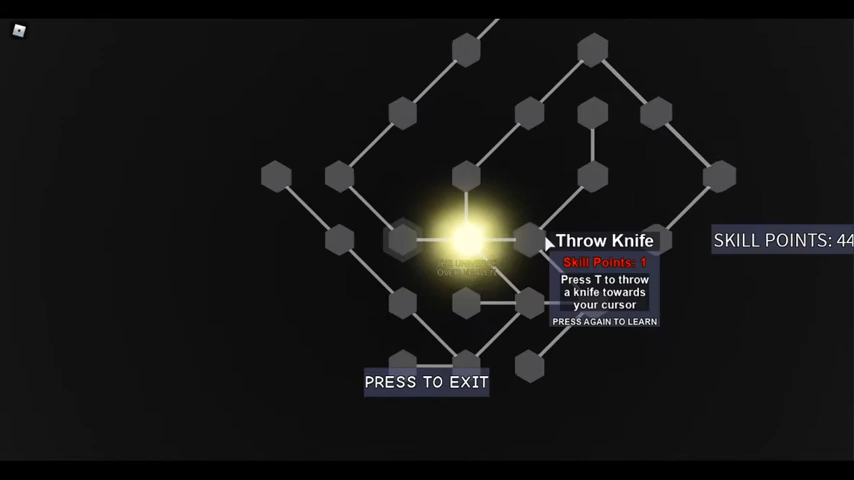 Throw Knife
SKILL POINTS: 44
Skill Points: 1
Press T to throw
a knife towards
your cursor
PRESS AGAIN TO LEARN
PRESS TO EXIT